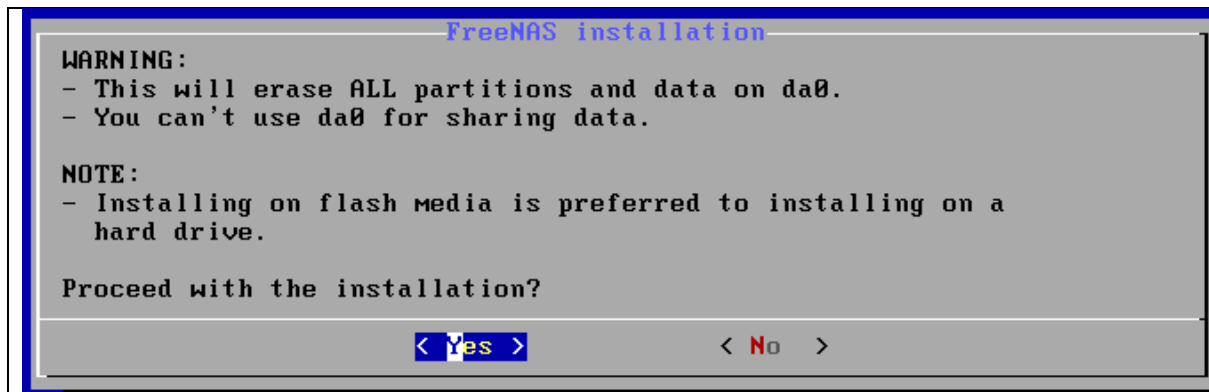 FreeNAS installation
WARNING:
- This will erase ALL partitions and data on da0.
- You can't use da0 for sharing data.
NOTE:
- Installing on flash media is preferred to installing on a
hard drive.
Proceed with the installation?
< Yes > < No >